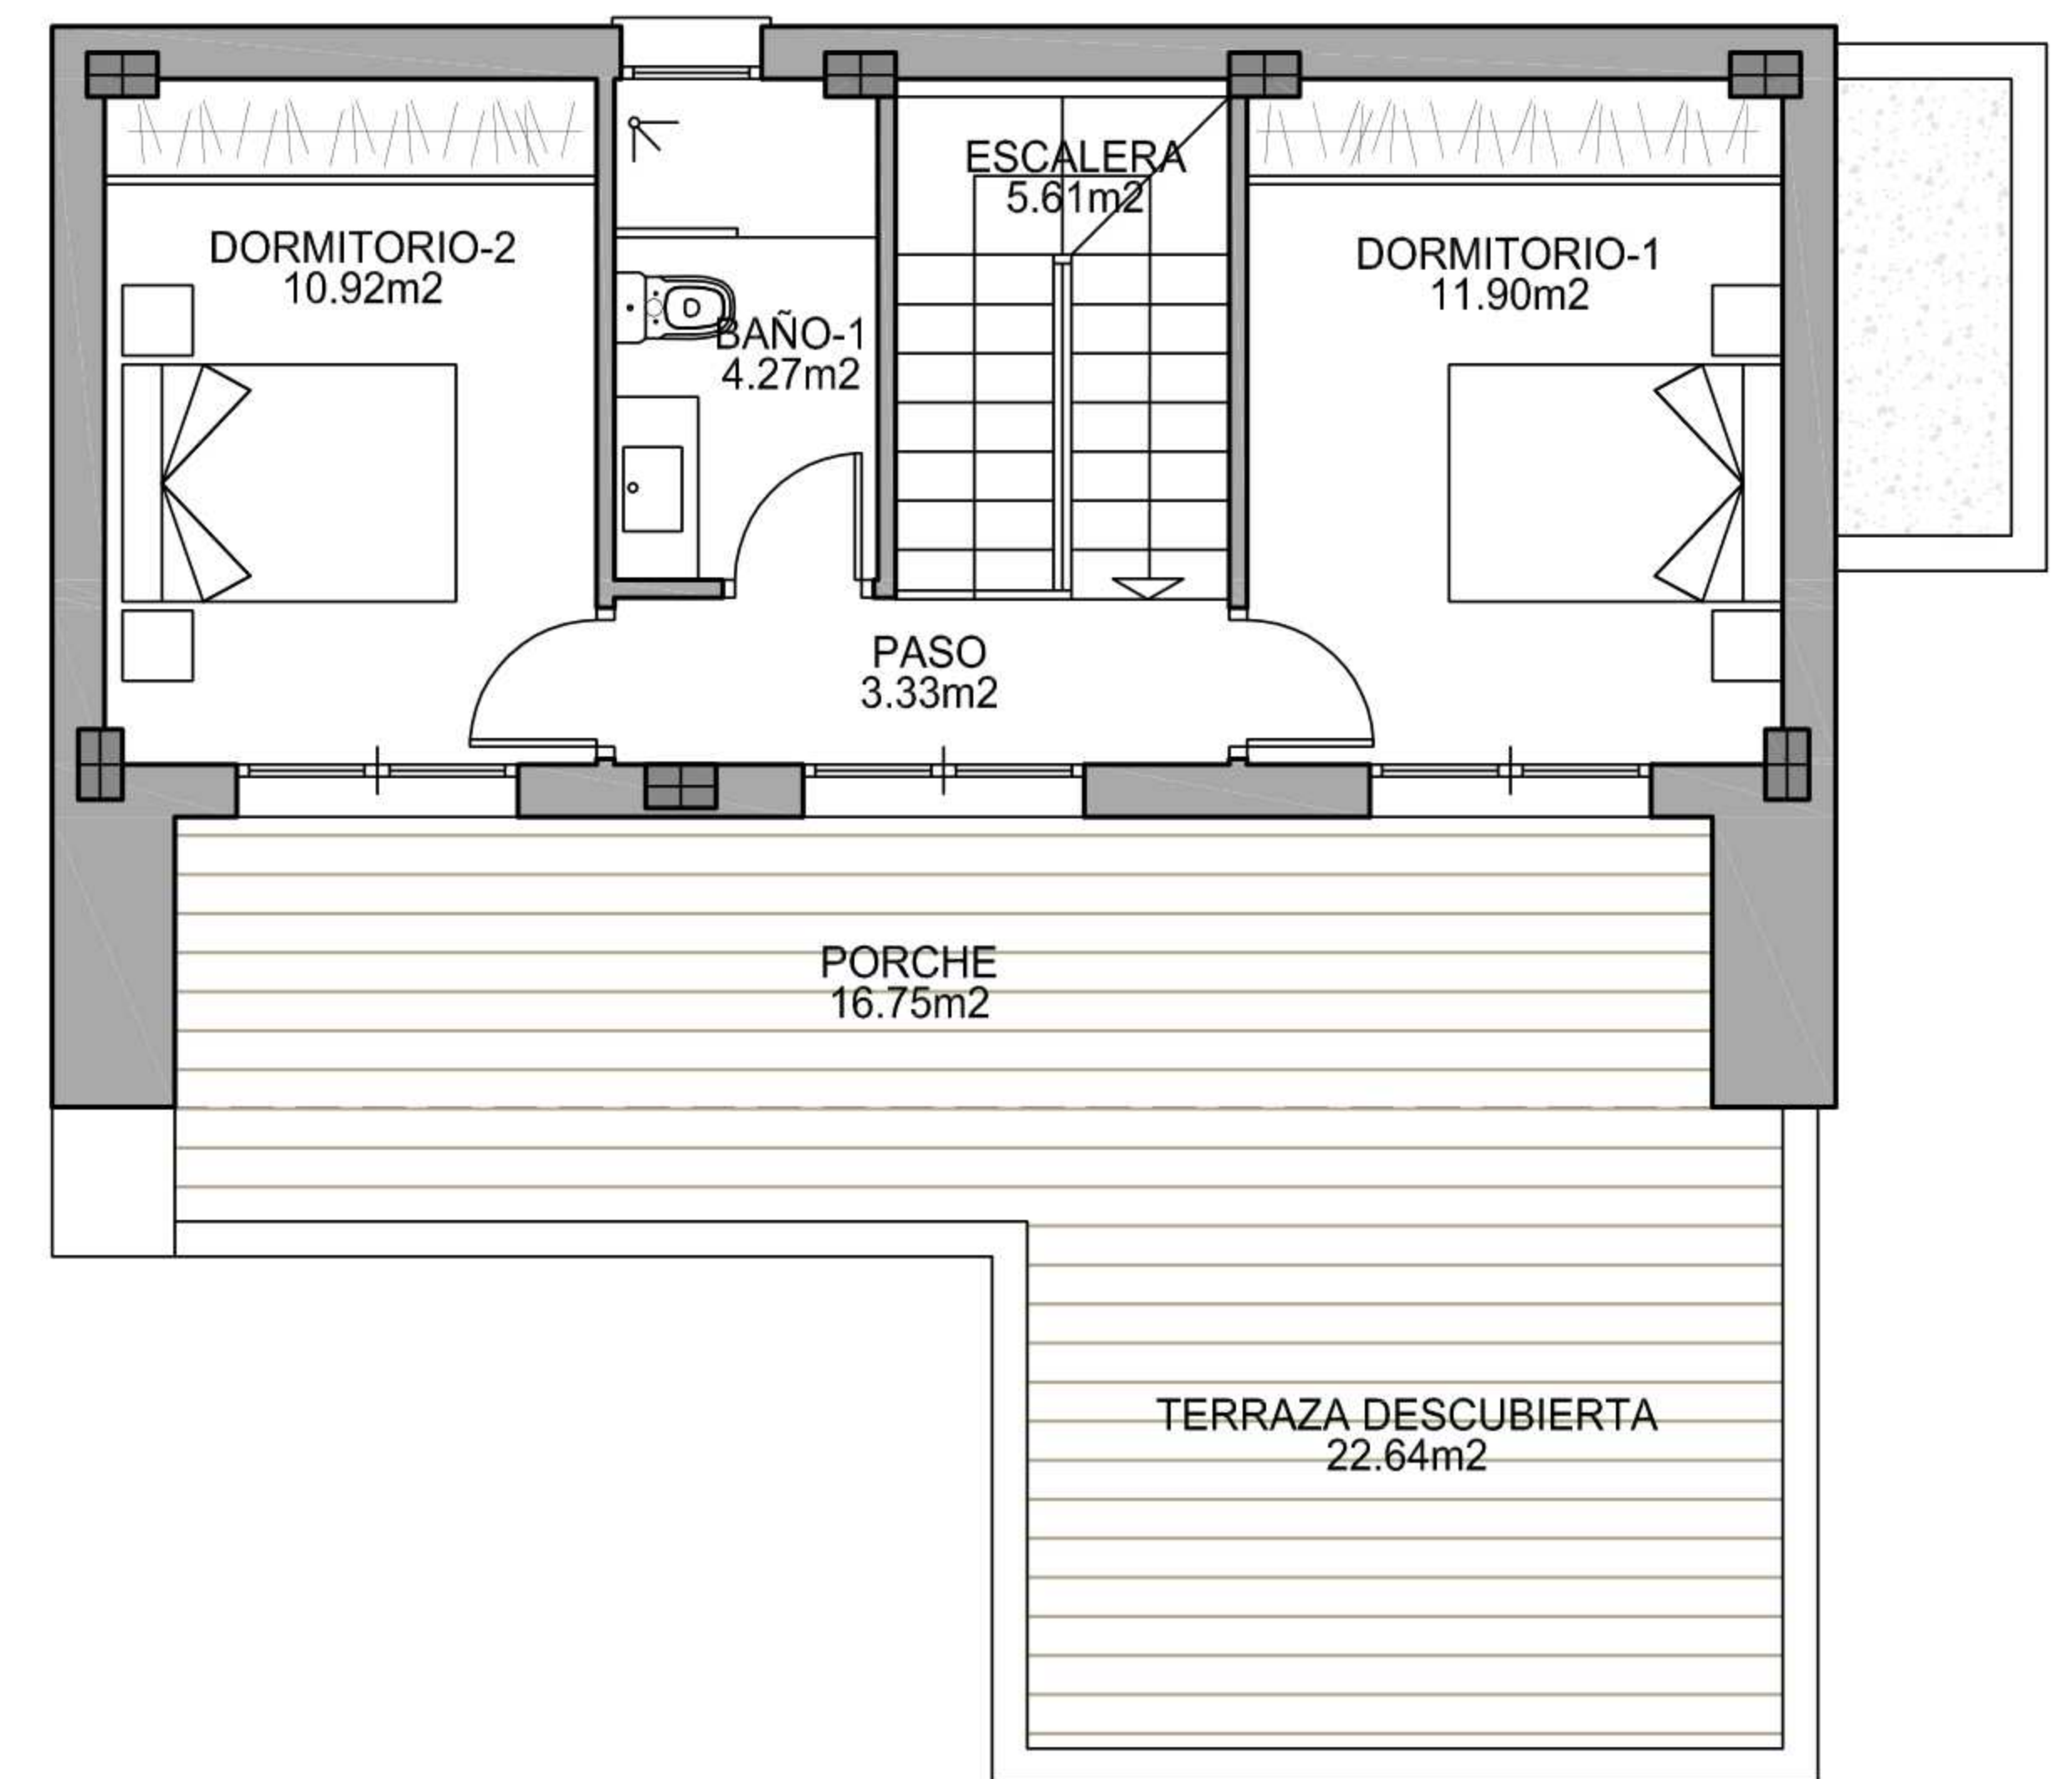 ESCALERA
5.61m2
DORMITORIO-2
10.92m2
DORMITORIO-1
11.90m2
BAÑO-1
4.27m2
PASO
3.33m2
PORCHE
16.75m2
TERRAZA DESCUBIERTA
22.64m2